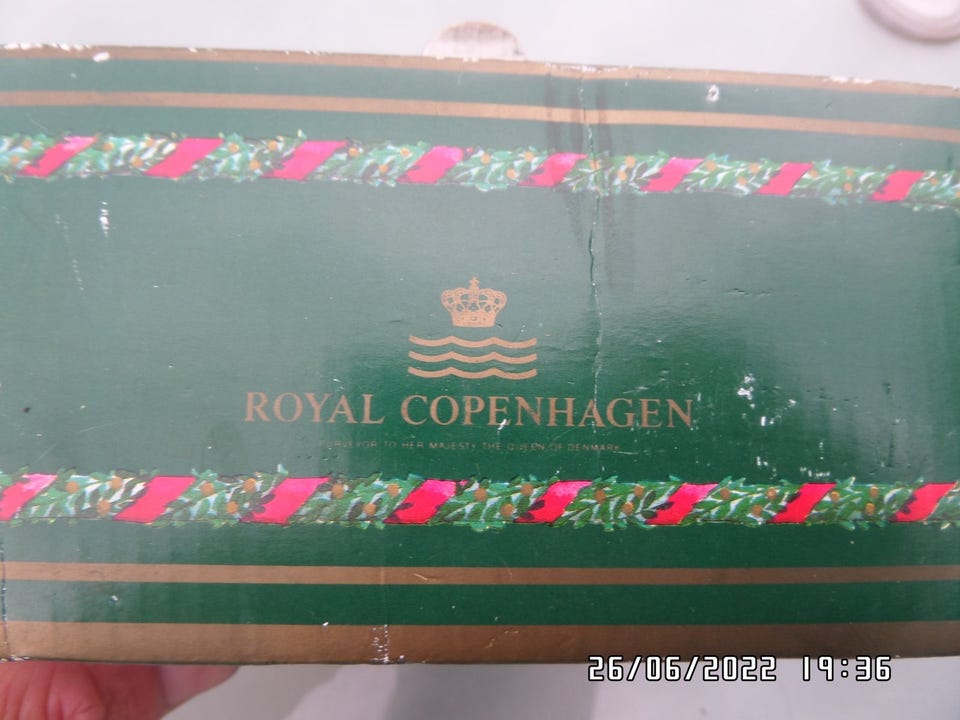 ROYAL COPENHAGEN
PURVEYOR TO HER MAJESTY THE QUEEN OF DENMARK
26/06/2022 19:36